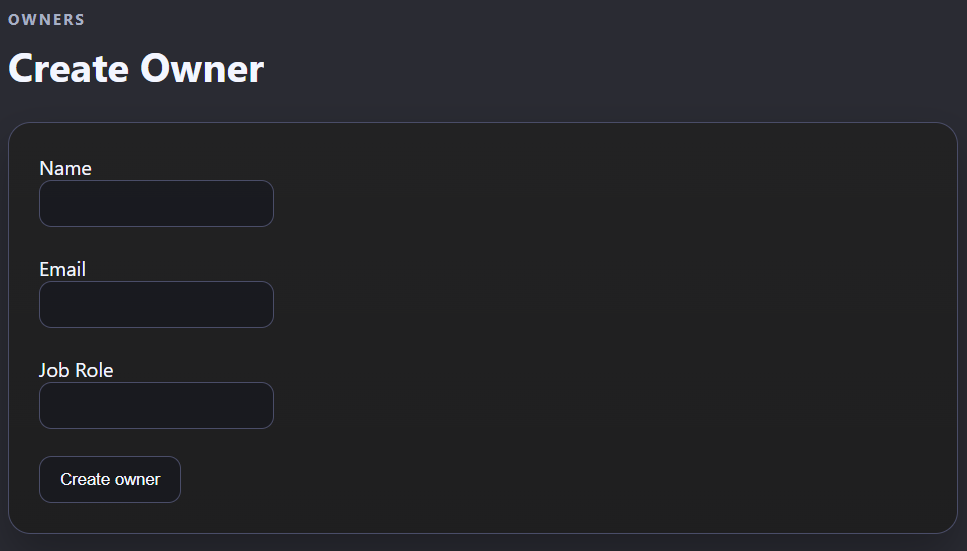 OWNERS
Create Owner
Name
Email
Job Role
Create owner